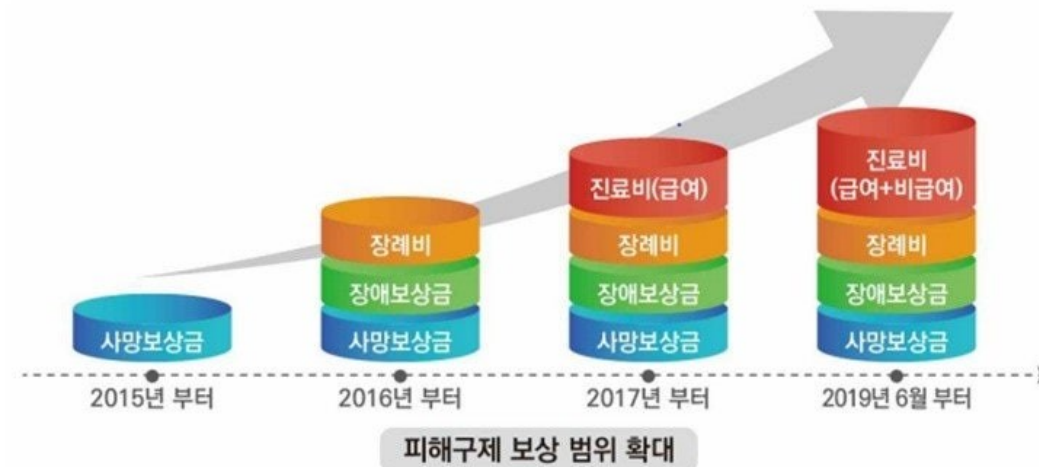 사망보상금
장례비
장애보상금
사망보상금
진료비(급여)
장례비
장애보상금
사망보상금
진료비
(급여+비급여)
장례비
장애보상금
사망보상금
2015년 부터
2016년 부터
2017년 부터
2019년 6월 부터
피해구제 보상 범위 확대